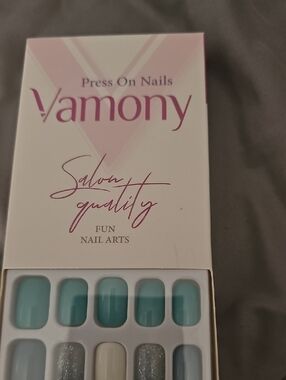 Press On Nails
Vamony
Salon
quality
FUN
NAIL ARTS